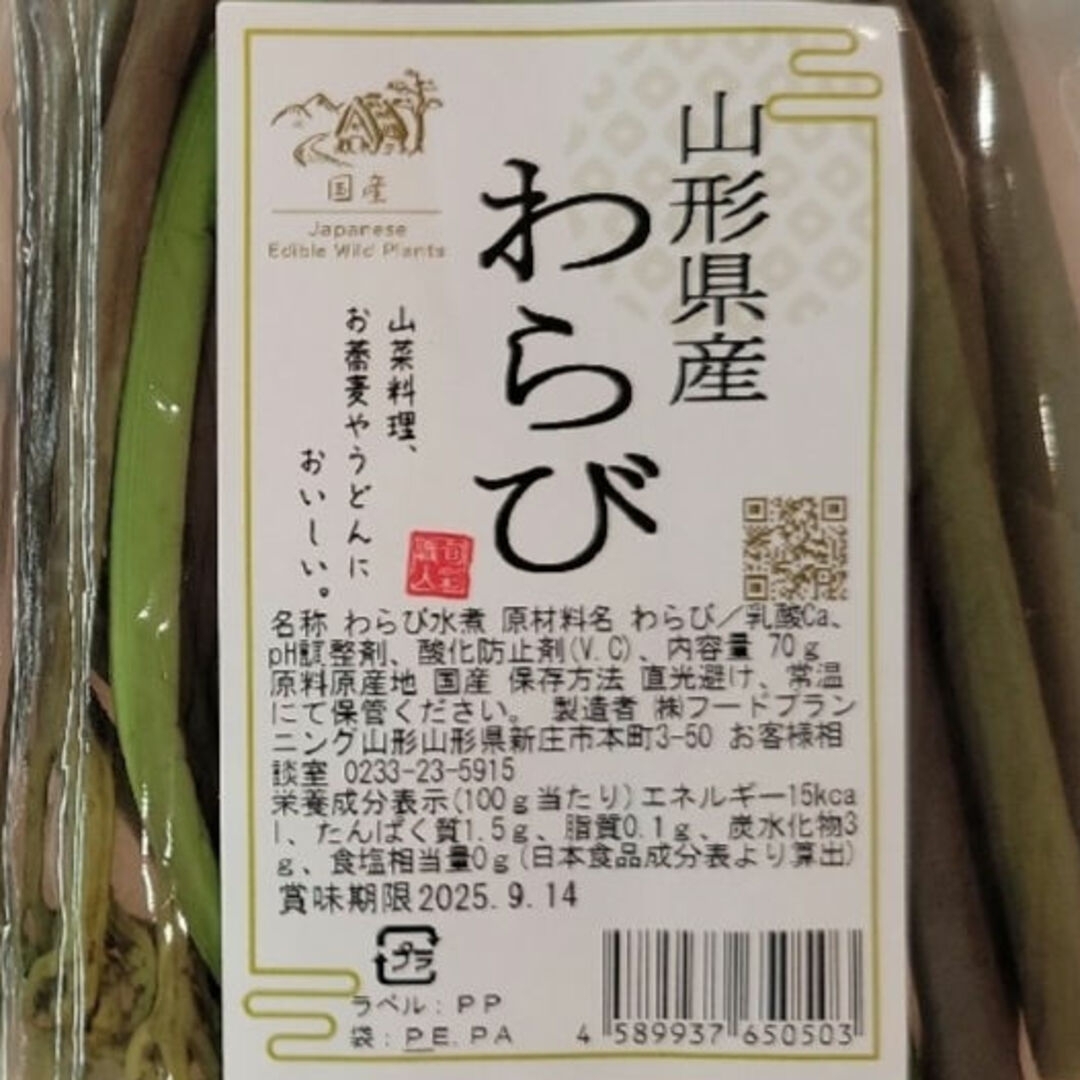 山形県産
わらび
国産
Japanese
Edible Wild Plants
山菜料理、
お蕎麦やうどんに
おいしい。
名称 わらび水煮 原材料名 わらび／乳酸Ca、
pH調整剤、酸化防止剤(V.C)、内容量 70g
原料原産地 国産 保存方法 直光避け、常温
にて保管ください。 製造者 ㈱フードプラン
ニング山形山形県新庄市本町3-50 お客様相
談室 0233-23-5915
栄養成分表示(100g当たり)エネルギー15kca
l、たんぱく質1.5g、脂質0.1g、炭水化物3
g、食塩相当量0g(日本食品成分表より算出)
賞味期限2025.9.14
プラ
ラベル：PP
袋：PE.PA
4 589937 650503